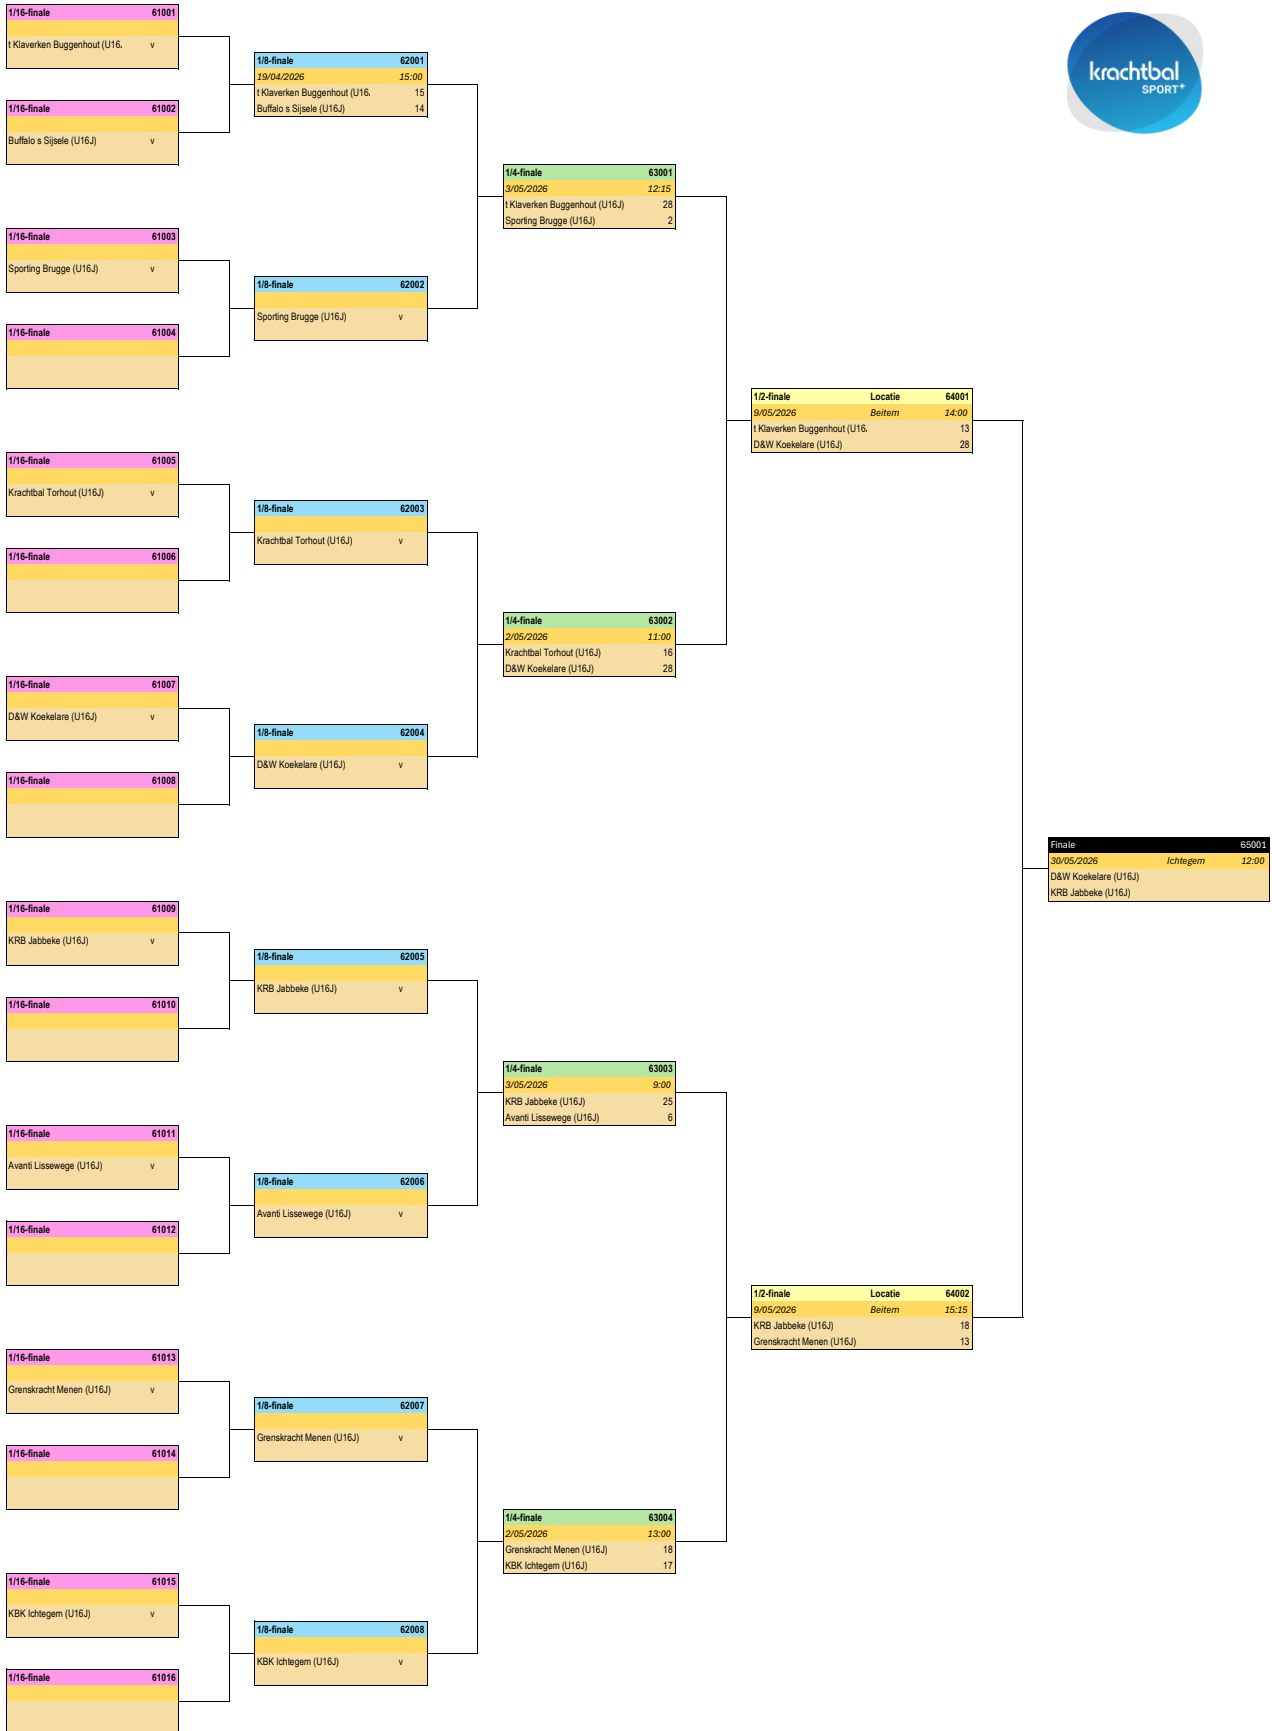 krachtbal
SPORT+
1/16-finale 61001
t Klaverken Buggenhout (U16. v
1/16-finale 61002
Buffalo s Sijsele (U16J) v
1/16-finale 61003
Sporting Brugge (U16J) v
1/16-finale 61004
1/16-finale 61005
Krachtbal Torhout (U16J) v
1/16-finale 61006
1/16-finale 61007
D&W Koekelare (U16J) v
1/16-finale 61008
1/16-finale 61009
KRB Jabbeke (U16J) v
1/16-finale 61010
1/16-finale 61011
Avanti Lissewege (U16J) v
1/16-finale 61012
1/16-finale 61013
Grenskracht Menen (U16J) v
1/16-finale 61014
1/16-finale 61015
KBK Ichtegem (U16J) v
1/16-finale 61016
1/8-finale 62001
19/04/2026 15:00
t Klaverken Buggenhout (U16. 15
Buffalo s Sijsele (U16J) 14
1/8-finale 62002
Sporting Brugge (U16J) v
1/8-finale 62003
Krachtbal Torhout (U16J) v
1/8-finale 62004
D&W Koekelare (U16J) v
1/8-finale 62005
KRB Jabbeke (U16J) v
1/8-finale 62006
Avanti Lissewege (U16J) v
1/8-finale 62007
Grenskracht Menen (U16J) v
1/8-finale 62008
KBK Ichtegem (U16J) v
1/4-finale 63001
3/05/2026 12:15
t Klaverken Buggenhout (U16J) 28
Sporting Brugge (U16J) 2
1/4-finale 63002
2/05/2026 11:00
Krachtbal Torhout (U16J) 16
D&W Koekelare (U16J) 28
1/4-finale 63003
3/05/2026 9:00
KRB Jabbeke (U16J) 25
Avanti Lissewege (U16J) 6
1/4-finale 63004
2/05/2026 13:00
Grenskracht Menen (U16J) 18
KBK Ichtegem (U16J) 17
1/2-finale Locatie 64001
9/05/2026 Beitem 14:00
t Klaverken Buggenhout (U16. 13
D&W Koekelare (U16J) 28
1/2-finale Locatie 64002
9/05/2026 Beitem 15:15
KRB Jabbeke (U16J) 18
Grenskracht Menen (U16J) 13
Finale 65001
30/05/2026 Ichtegem 12:00
D&W Koekelare (U16J)
KRB Jabbeke (U16J)